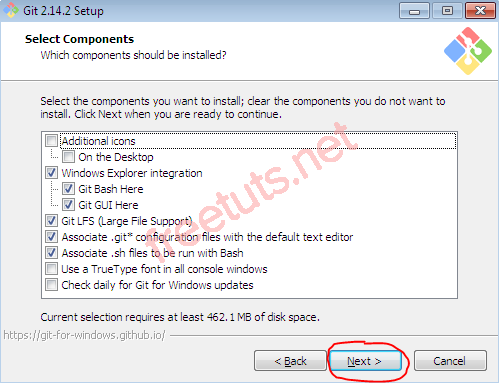 Git 2.14.2 Setup
Select Components
Which components should be installed?
Select the components you want to install; clear the components you do not want to
install. Click Next when you are ready to continue.
Additional icons
On the Desktop
Windows Explorer integration
Git Bash Here
Git GUI Here
Git LFS (Large File Support)
Associate .git* configuration files with the default text editor
Associate .sh files to be run with Bash
Use a TrueType font in all console windows
Check daily for Git for Windows updates
freetuts.net
Current selection requires at least 462.1 MB of disk space.
https://git-for-windows.github.io/
< Back
Next >
Cancel